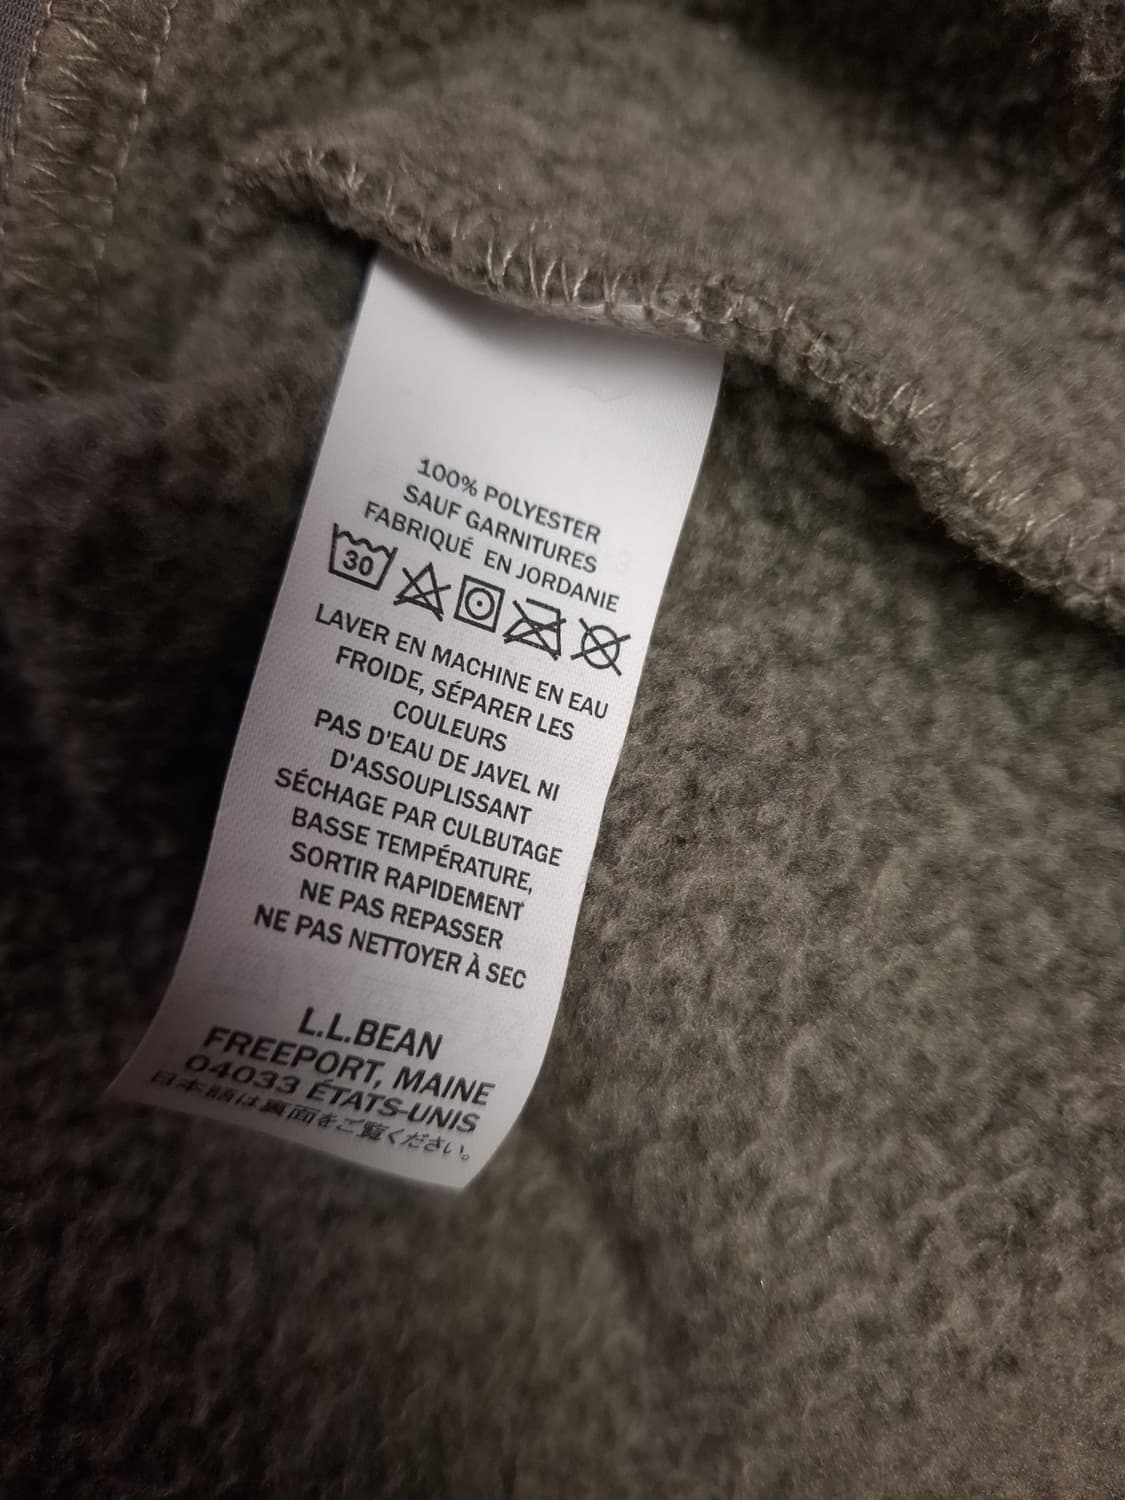 100% POLYESTER
SAUF GARNITURES
FABRIQUÉ EN JORDANIE
30
LAVER EN MACHINE EN EAU
FROIDE, SÉPARER LES
COULEURS
PAS D'EAU DE JAVEL NI
D'ASSOUPLISSANT
SÉCHAGE PAR CULBUTAGE
BASSE TEMPÉRATURE,
SORTIR RAPIDEMENT
NE PAS REPASSER
NE PAS NETTOYER À SEC
L.L.BEAN
FREEPORT, MAINE
04033 ÉTATS-UNIS
日本語は裏面をご覧ください。